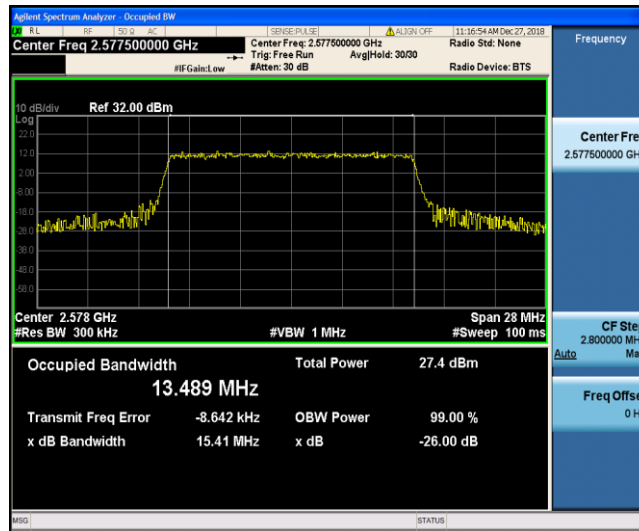 Agilent Spectrum Analyzer - Occupied BW
RL RF 50 Ω AC SENSE:PULSE ALIGN OFF 11:16:54 AM Dec 27, 2018
Center Freq 2.577500000 GHz Center Freq: 2.577500000 GHz Radio Std: None Frequency
Trig: Free Run Avg|Hold: 30/30
#IFGain:Low #Atten: 30 dB Radio Device: BTS
10 dB/div Ref 32.00 dBm
Log
22.0
12.0
2.00
-8.00
-18.0
-28.0
-38.0
-48.0
-58.0
Center Fre
2.577500000 GH
Center 2.578 GHz Span 28 MHz
#Res BW 300 kHz #VBW 1 MHz #Sweep 100 ms
CF Ste
2.800000 MH
Auto Ma
Occupied Bandwidth Total Power 27.4 dBm
13.489 MHz
Freq Offse
0 H
Transmit Freq Error -8.642 kHz OBW Power 99.00 %
x dB Bandwidth 15.41 MHz x dB -26.00 dB
MSG STATUS